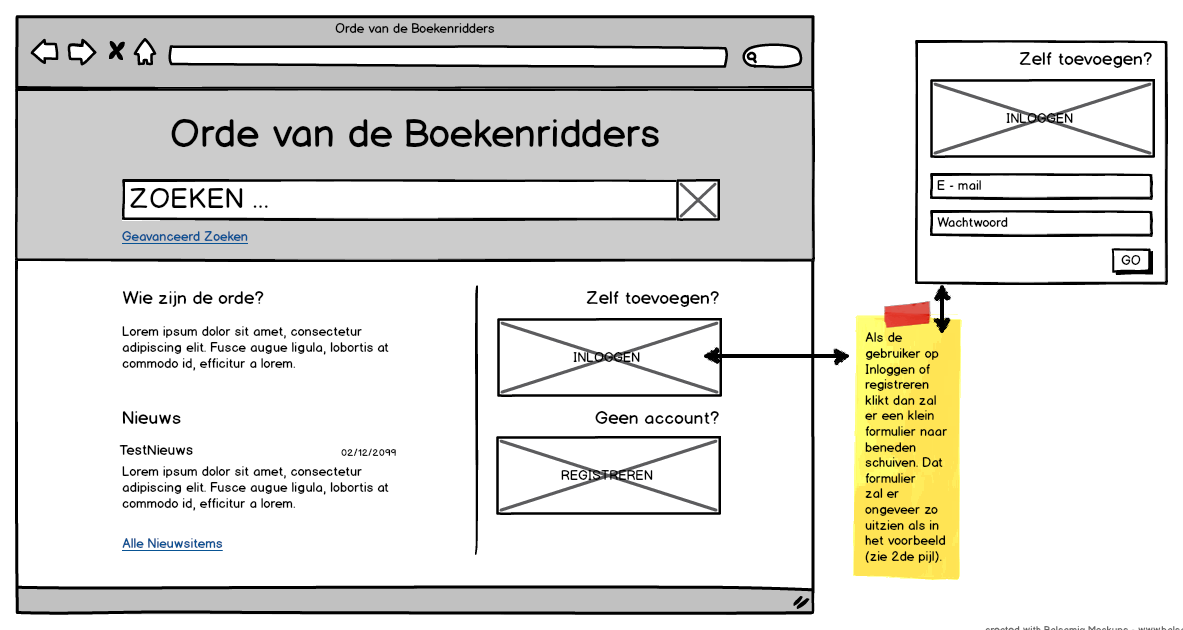 Orde van de Boekenridders
Orde van de Boekenridders
ZOEKEN ...
Geavanceerd Zoeken
Wie zijn de orde?
Lorem ipsum dolor sit amet, consectetur
adipiscing elit. Fusce augue ligula, lobortis at
commodo id, efficitur a lorem.
Nieuws
TestNieuws 02/12/2099
Lorem ipsum dolor sit amet, consectetur
adipiscing elit. Fusce augue ligula, lobortis at
commodo id, efficitur a lorem.
Alle Nieuwsitems
Zelf toevoegen?
INLOGGEN
Geen account?
REGISTREREN
Zelf toevoegen?
INLOGGEN
E - mail
Wachtwoord
GO
Als de
gebruiker op
Inloggen of
registreren
klikt dan zal
er een klein
formulier naar
beneden
schuiven. Dat
formulier
zal er
ongeveer zo
uitzien als in
het voorbeeld
(zie 2de pijl).
created with Balsamiq Mockups - www.bals